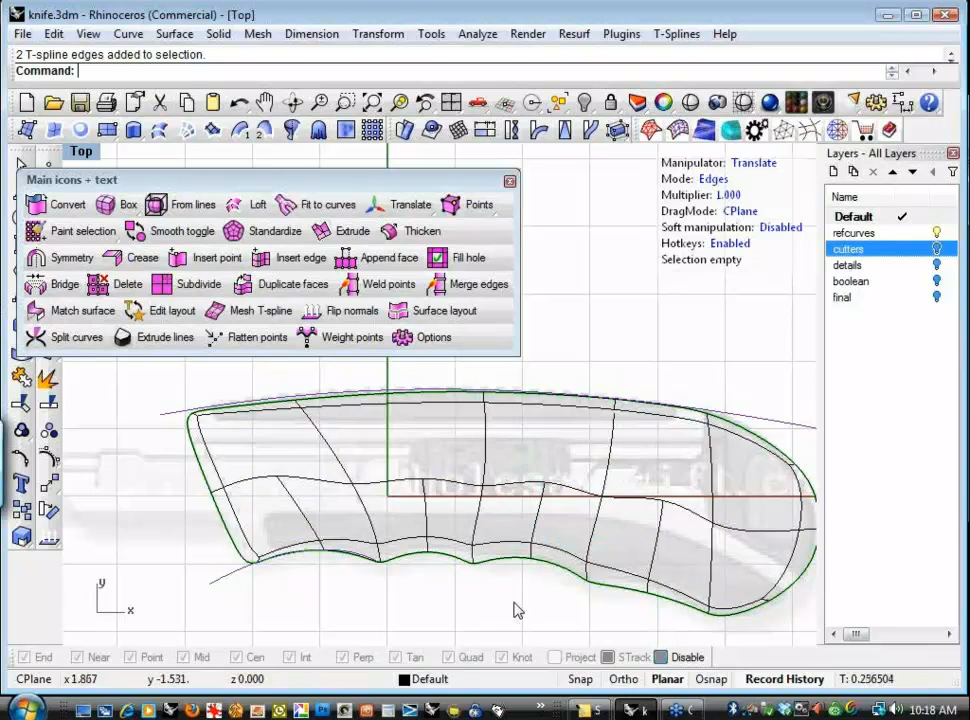 knife.3dm - Rhinoceros (Commercial) - [Top]
File Edit View Curve Surface Solid Mesh Dimension Transform Tools Analyze Render Resurf Plugins T-Splines Help
2 T-spline edges added to selection.
Command:
Top
Manipulator: Translate
Mode: Edges
Multiplier: 1.000
DragMode: CPlane
Soft manipulation: Disabled
Hotkeys: Enabled
Selection empty
Main icons + text
Convert Box From lines Loft Fit to curves Translate Points
Paint selection Smooth toggle Standardize Extrude Thicken
Symmetry Crease Insert point Insert edge Append face Fill hole
Bridge Delete Subdivide Duplicate faces Weld points Merge edges
Match surface Edit layout Mesh T-spline Flip normals Surface layout
Split curves Extrude lines Flatten points Weight points Options
Layers - All Layers
Name
Default
refcurves
cutters
details
boolean
final
y
x
End Near Point Mid Cen Int Perp Tan Quad Knot Project STrack Disable
CPlane x 1.867 y -1.531. z 0.000 Default Snap Ortho Planar Osnap Record History T: 0.256504
S k C 10:18 AM